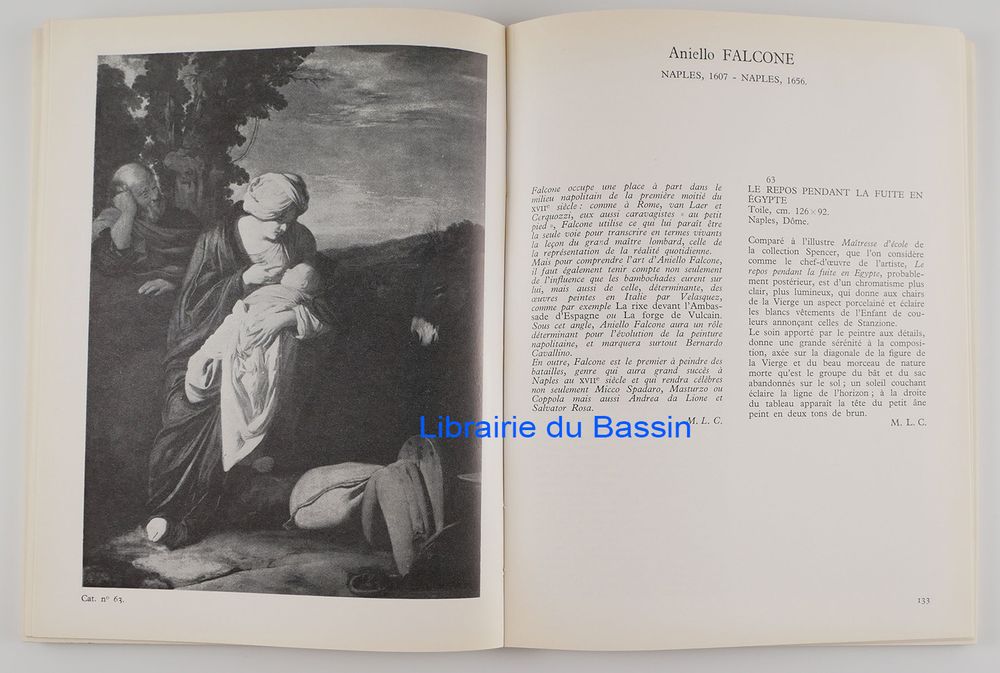 Aniello FALCONE
NAPLES, 1607 - NAPLES, 1656.
Falcone occupe une place à part dans le
milieu napolitain de la première moitié du
XVIIe siècle : comme à Rome, van Laer et
Cerquozzi, eux aussi caravagistes « au petit
pied », Falcone utilise ce qui lui paraît être
la seule voie pour transcrire en termes vivants
la leçon du grand maître lombard, celle de
la représentation de la réalité quotidienne.
Mais pour comprendre l'art d'Aniello Falcone,
il faut également tenir compte non seulement
de l'influence que les bambochades eurent sur
lui, mais aussi de celle, déterminante, des
œuvres peintes en Italie par Velasquez,
comme par exemple La rixe devant l'Ambas-
sade d'Espagne ou La forge de Vulcain.
Sous cet angle, Aniello Falcone aura un rôle
déterminant pour l'évolution de la peinture
napolitaine, et marquera surtout Bernardo
Cavallino.
En outre, Falcone est le premier à peindre des
batailles, genre qui aura grand succès à
Naples au XVIIe siècle et qui rendra célèbres
non seulement Micco Spadaro, Masturzo ou
Coppola mais aussi Andrea da Lione et
Salvator Rosa.
M. L. C.
63
LE REPOS PENDANT LA FUITE EN
ÉGYPTE
Toile, cm. 126 × 92.
Naples, Dôme.
Comparé à l'illustre Maîtresse d'école de
la collection Spencer, que l'on considère
comme le chef-d'œuvre de l'artiste, Le
repos pendant la fuite en Egypte, probable-
ment postérieur, est d'un chromatisme plus
clair, plus lumineux, qui donne aux chairs
de la Vierge un aspect porcelainé et éclaire
les blancs vêtements de l'Enfant de cou-
leurs annonçant celles de Stanzione.
Le soin apporté par le peintre aux détails,
donne une grande sérénité à la composi-
tion, axée sur la diagonale de la figure de
la Vierge et du beau morceau de nature
morte qu'est le groupe du bât et du sac
abandonnés sur le sol ; un soleil couchant
éclaire la ligne de l'horizon ; à la droite
du tableau apparaît la tête du petit âne
peint en deux tons de brun.
M. L. C.
Librairie du Bassin
Cat. nº 63.
133